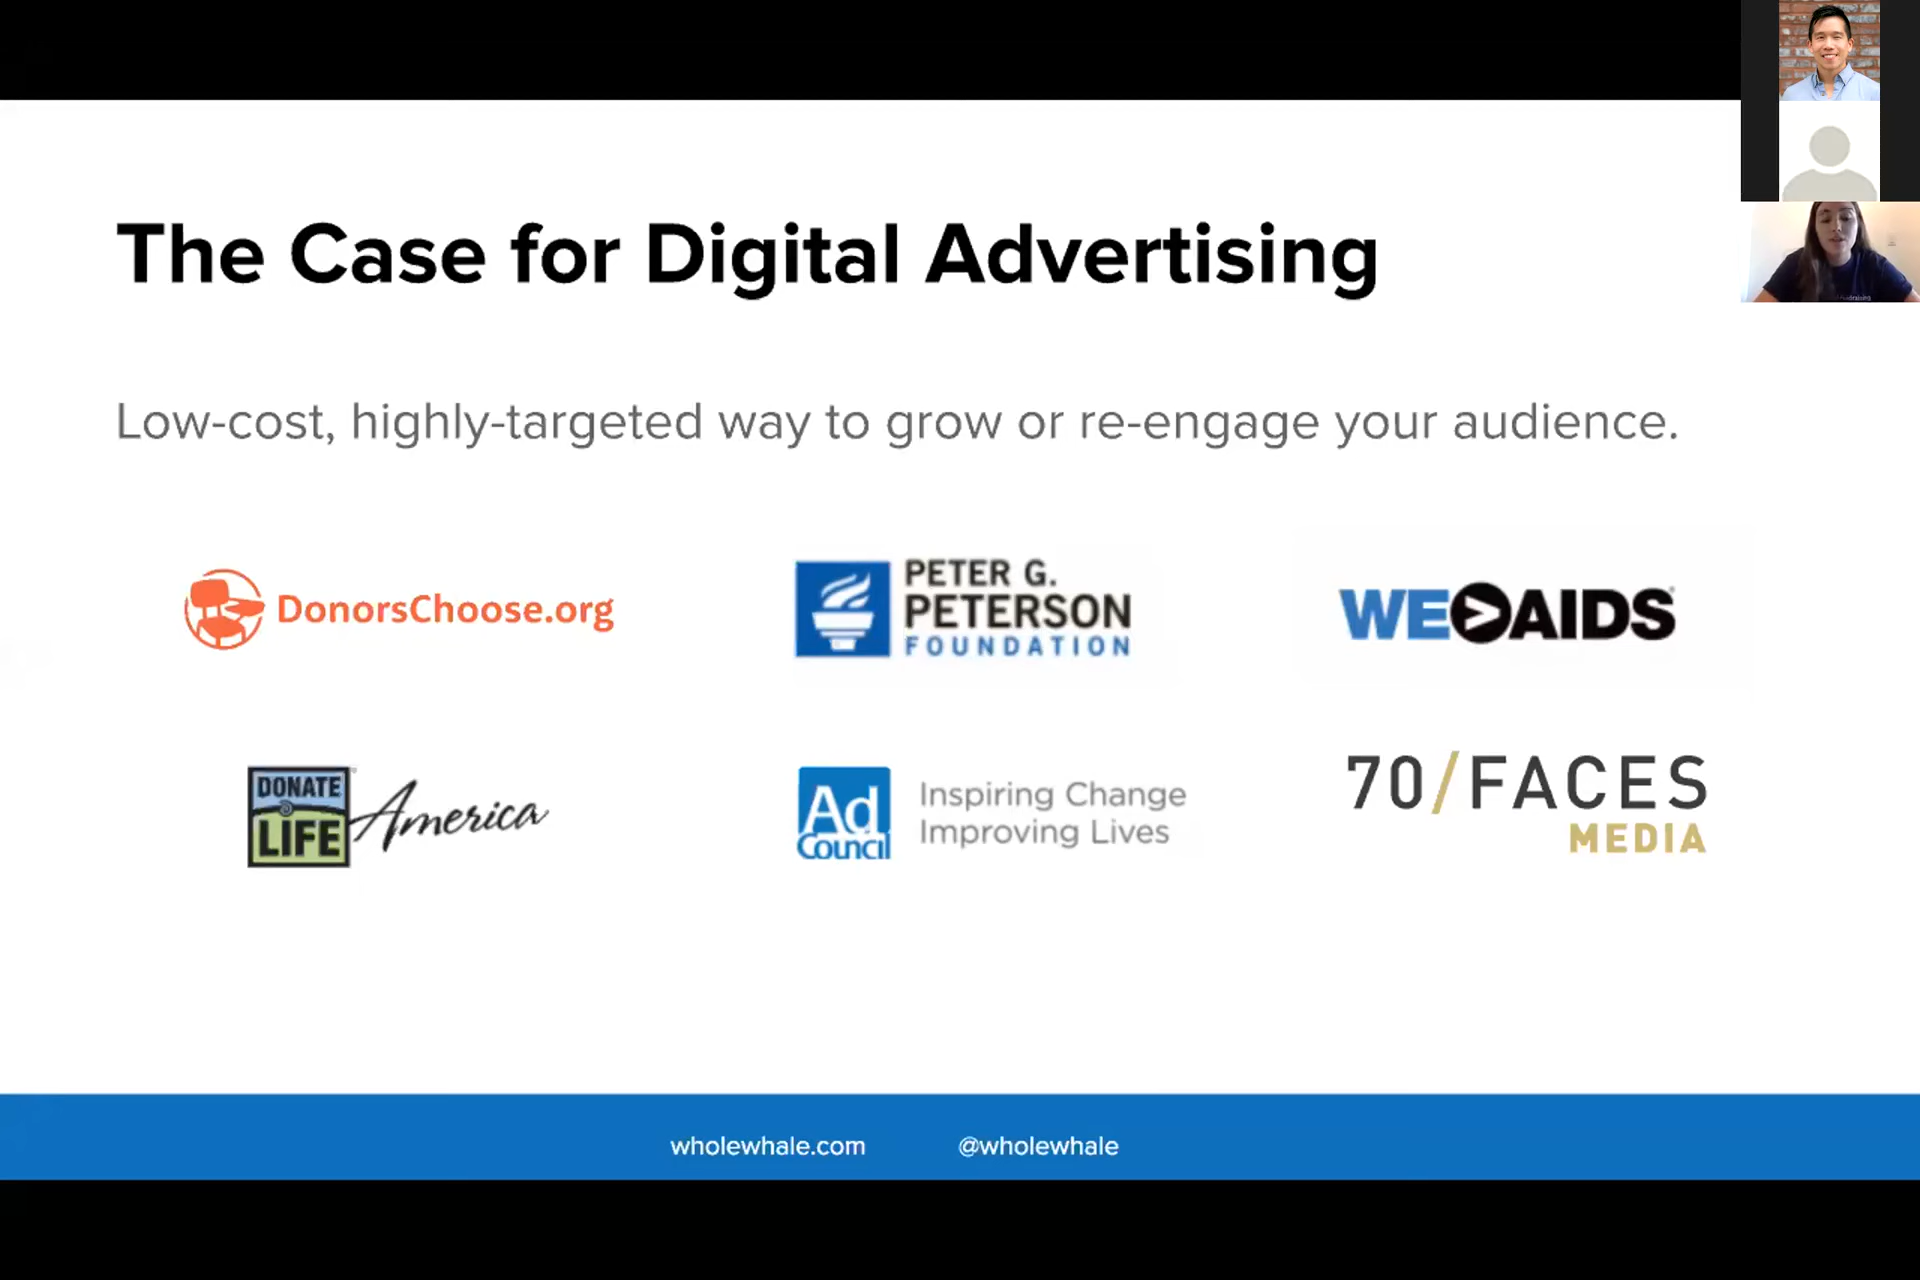 The Case for Digital Advertising
Low-cost, highly-targeted way to grow or re-engage your audience.
DonorsChoose.org
PETER G.
PETERSON
FOUNDATION
WE>AIDS
DONATE
LIFE
America
Ad
Council
Inspiring Change
Improving Lives
70/FACES
MEDIA
wholewhale.com
@wholewhale